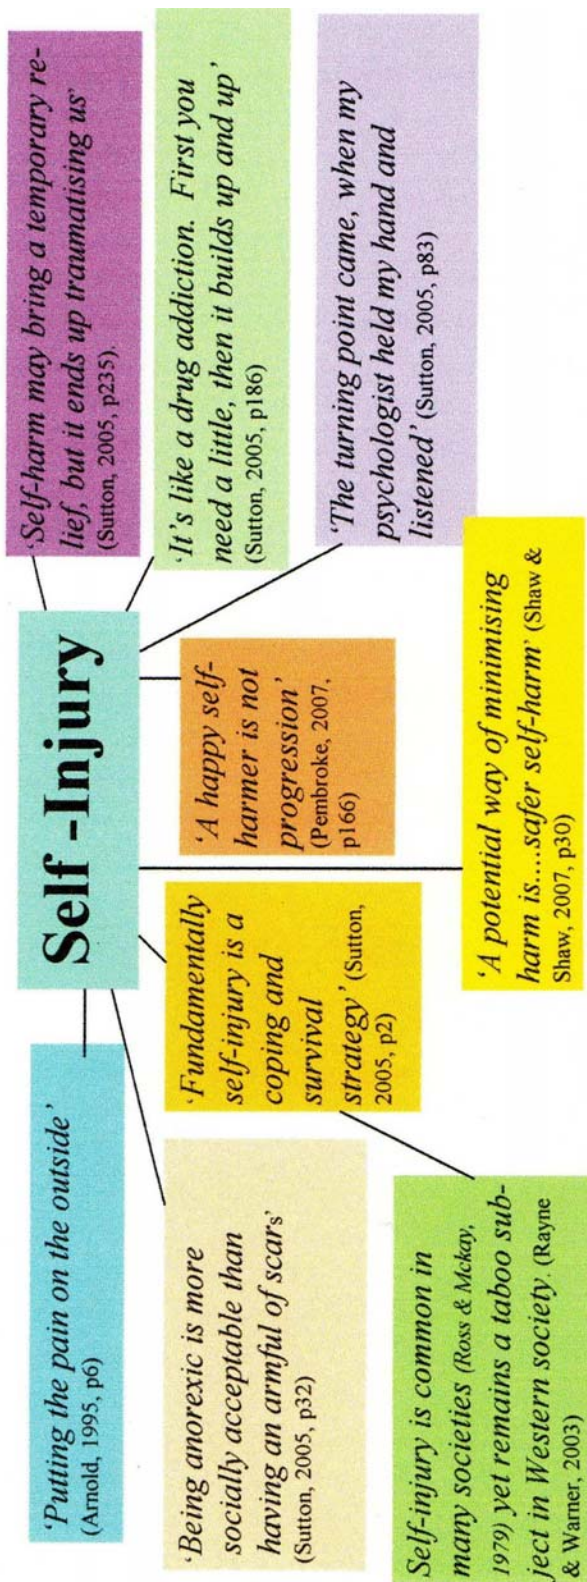 Self -Injury
'Putting the pain on the outside'
(Arnold, 1995, p6)
'Being anorexic is more
socially acceptable than
having an armful of scars'
(Sutton, 2005, p32)
Self-injury is common in
many societies (Ross & Mckay,
1979) yet remains a taboo sub-
ject in Western society. (Rayne
& Warner, 2003)
'Fundamentally
self-injury is a
coping and
survival
strategy' (Sutton,
2005, p2)
'A happy self-
harmer is not
progression'
(Pembroke, 2007,
p166)
'A potential way of minimising
harm is....safer self-harm' (Shaw &
Shaw, 2007, p30)
'Self-harm may bring a temporary re-
lief, but it ends up traumatising us'
(Sutton, 2005, p235).
'It's like a drug addiction. First you
need a little, then it builds up and up'
(Sutton, 2005, p186)
'The turning point came, when my
psychologist held my hand and
listened' (Sutton, 2005, p83)